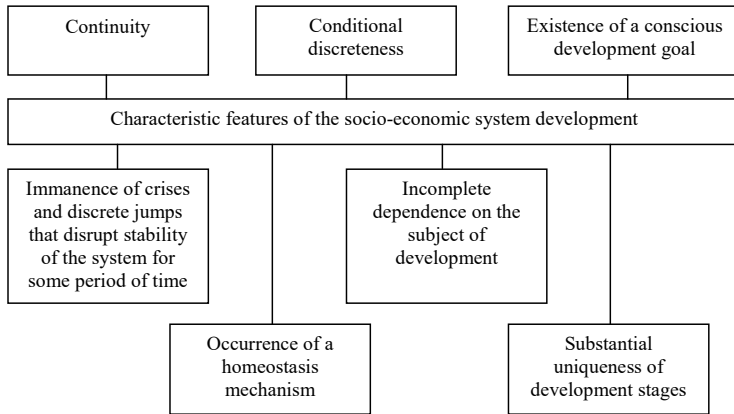 Continuity
Conditional
discreteness
Existence of a conscious
development goal
Characteristic features of the socio-economic system development
Immanence of crises
and discrete jumps
that disrupt stability
of the system for
some period of time
Incomplete
dependence on the
subject of
development
Occurrence of a
homeostasis
mechanism
Substantial
uniqueness of
development stages